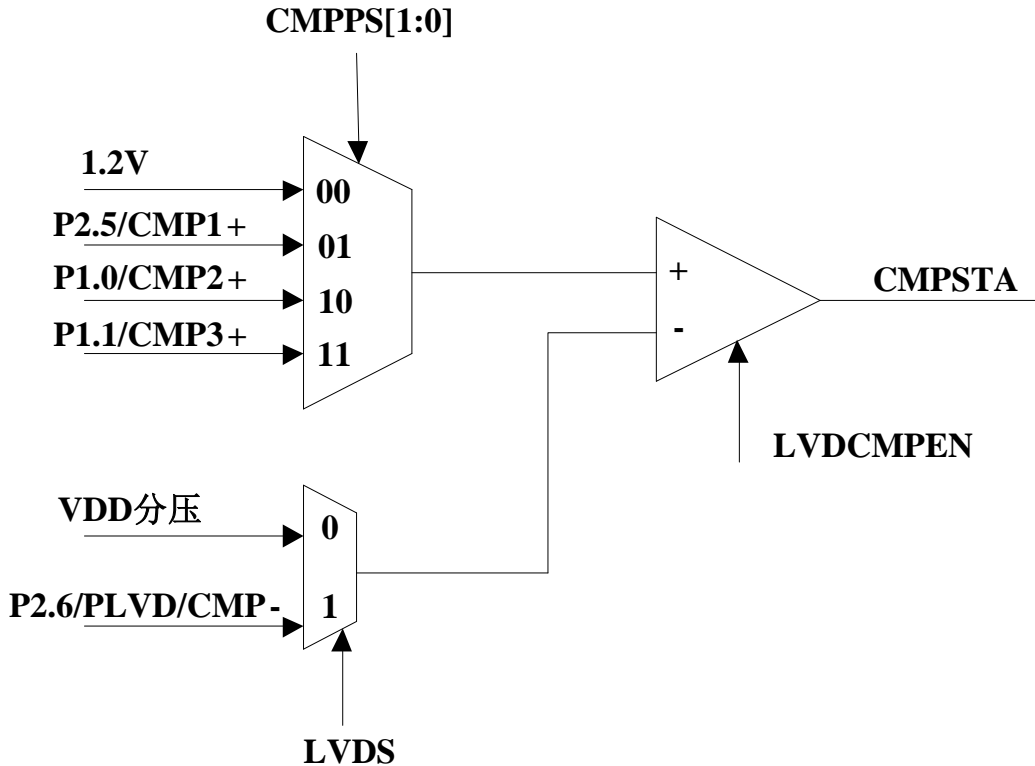 CMPPS[1:0]
1.2V
00
P2.5/CMP1+
01
P1.0/CMP2+
10
P1.1/CMP3+
11
+
-
CMPSTA
LVDCMPEN
VDD分压
0
P2.6/PLVD/CMP-
1
LVDS